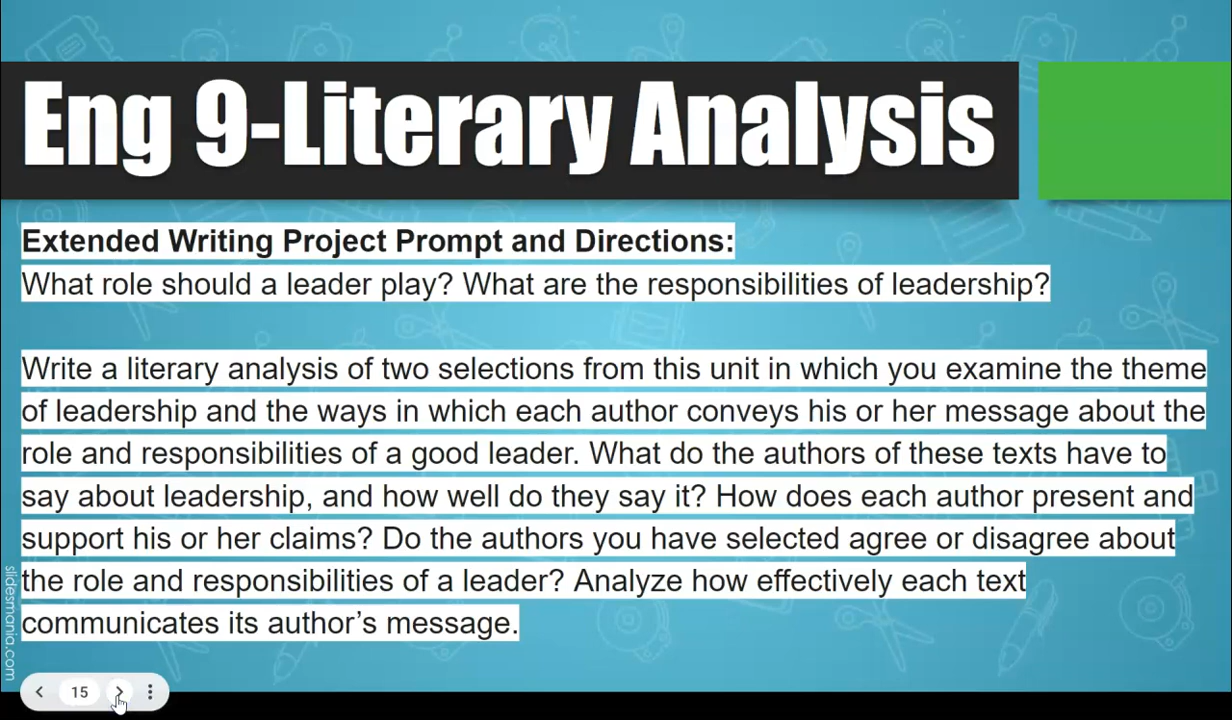 Eng 9-Literary Analysis
Extended Writing Project Prompt and Directions:
What role should a leader play? What are the responsibilities of leadership?
Write a literary analysis of two selections from this unit in which you examine the theme
of leadership and the ways in which each author conveys his or her message about the
role and responsibilities of a good leader. What do the authors of these texts have to
say about leadership, and how well do they say it? How does each author present and
support his or her claims? Do the authors you have selected agree or disagree about
the role and responsibilities of a leader? Analyze how effectively each text
communicates its author’s message.
slidesmania.com
15